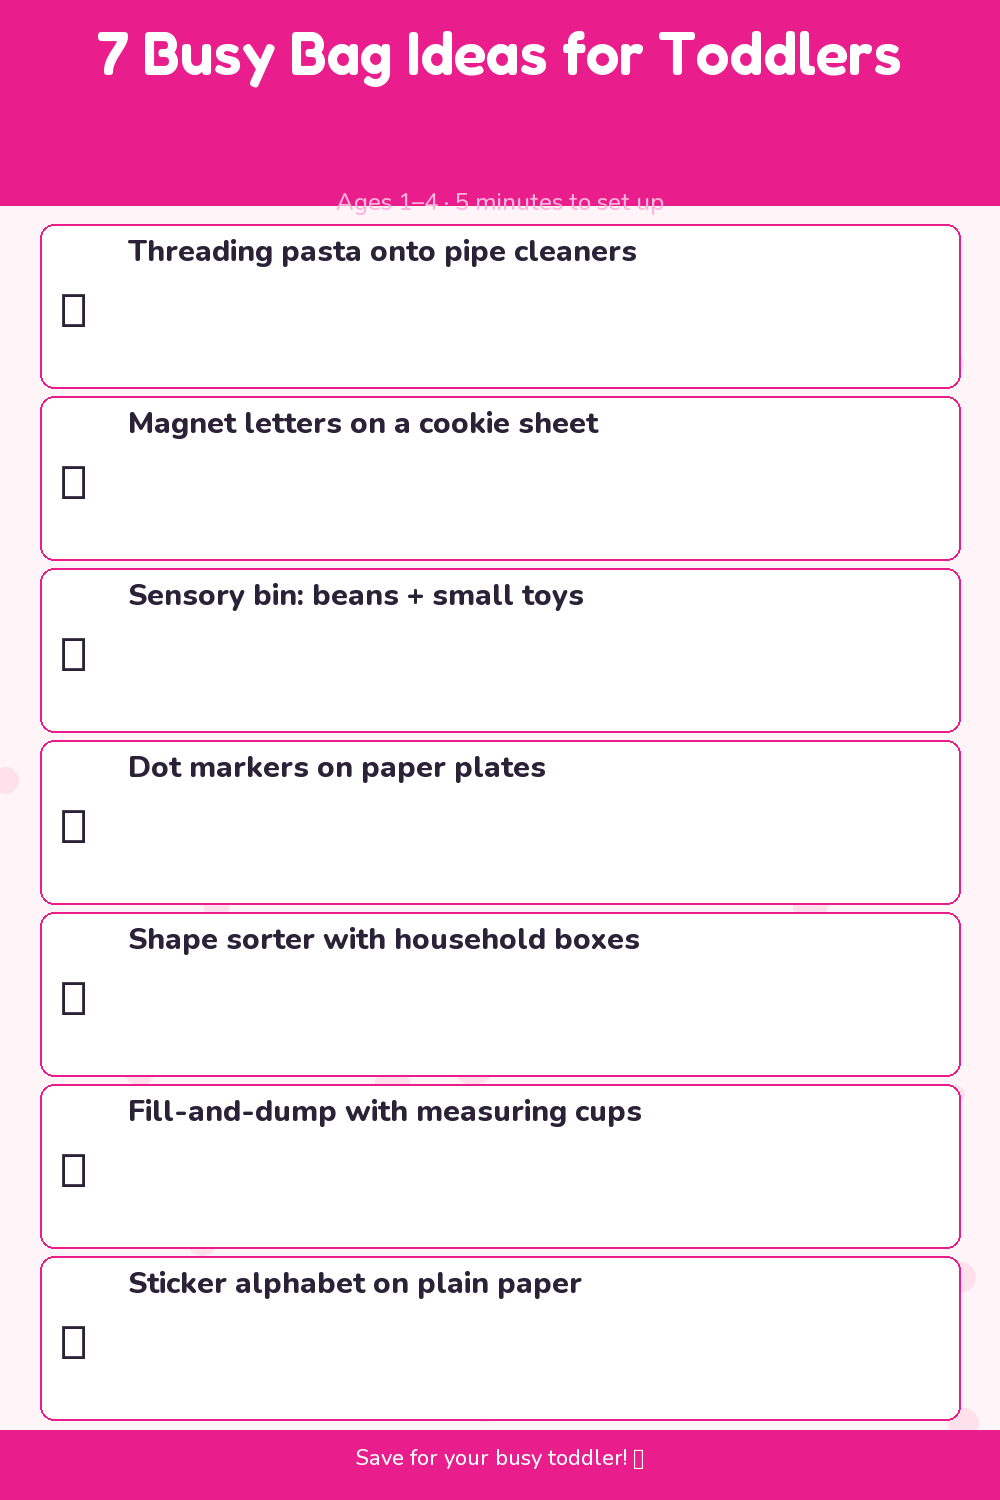 7 Busy Bag Ideas for Toddlers
Ages 1–4 · 5 minutes to set up
Threading pasta onto pipe cleaners
Magnet letters on a cookie sheet
Sensory bin: beans + small toys
Dot markers on paper plates
Shape sorter with household boxes
Fill-and-dump with measuring cups
Sticker alphabet on plain paper
Save for your busy toddler!